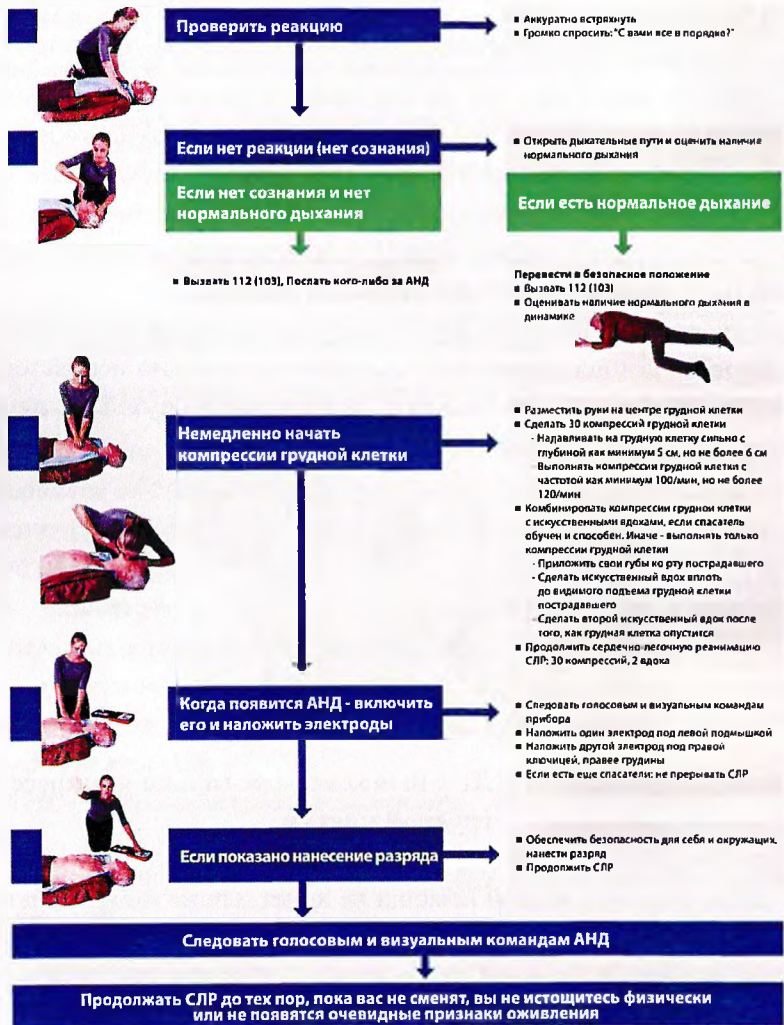 Проверить реакцию
■ Аккуратно встряхнуть
■ Громко спросить: "С вами все в порядке?"
Если нет реакции (нет сознания)
■ Открыть дыхательные пути и оценить наличие
нормального дыхания
Если нет сознания и нет
нормального дыхания
Если есть нормальное дыхание
■ Вызвать 112 (103), Послать кого-либо за АНД
Перевести в безопасное положение
■ Вызвать 112 (103)
■ Оценивать наличие нормального дыхания в
динамике
Немедленно начать
компрессии грудной клетки
■ Разместить руки на центре грудной клетки
■ Сделать 30 компрессий грудной клетки
- Надавливать на грудную клетку сильно с
глубиной как минимум 5 см, но не более 6 см
- Выполнять компрессии грудной клетки с
частотой как минимум 100/мин, но не более
120/мин
■ Комбинировать компрессии грудной клетки
с искусственными вдохами, если спасатель
обучен и способен. Иначе - выполнять только
компрессии грудной клетки
- Приложить свои губы ко рту пострадавшего
- Сделать искусственный вдох вплоть
до видимого подъема грудной клетки
пострадавшего
- Сделать второй искусственный вдох после
того, как грудная клетка опустится
■ Продолжить сердечно-легочную реанимацию
СЛР: 30 компрессий, 2 вдоха
Когда появится АНД - включить
его и наложить электроды
■ Следовать голосовым и визуальным командам
прибора
■ Наложить один электрод под левой подмышкой
■ Наложить другой электрод под правой
ключицей, правее грудины
■ Если есть еще спасатели: не прерывать СЛР
Если показано нанесение разряда
■ Обеспечить безопасность для себя и окружащих,
нанести разряд
■ Продолжить СЛР
Следовать голосовым и визуальным командам АНД
Продолжать СЛР до тех пор, пока вас не сменят, вы не истощитесь физически
или не появятся очевидные признаки оживления